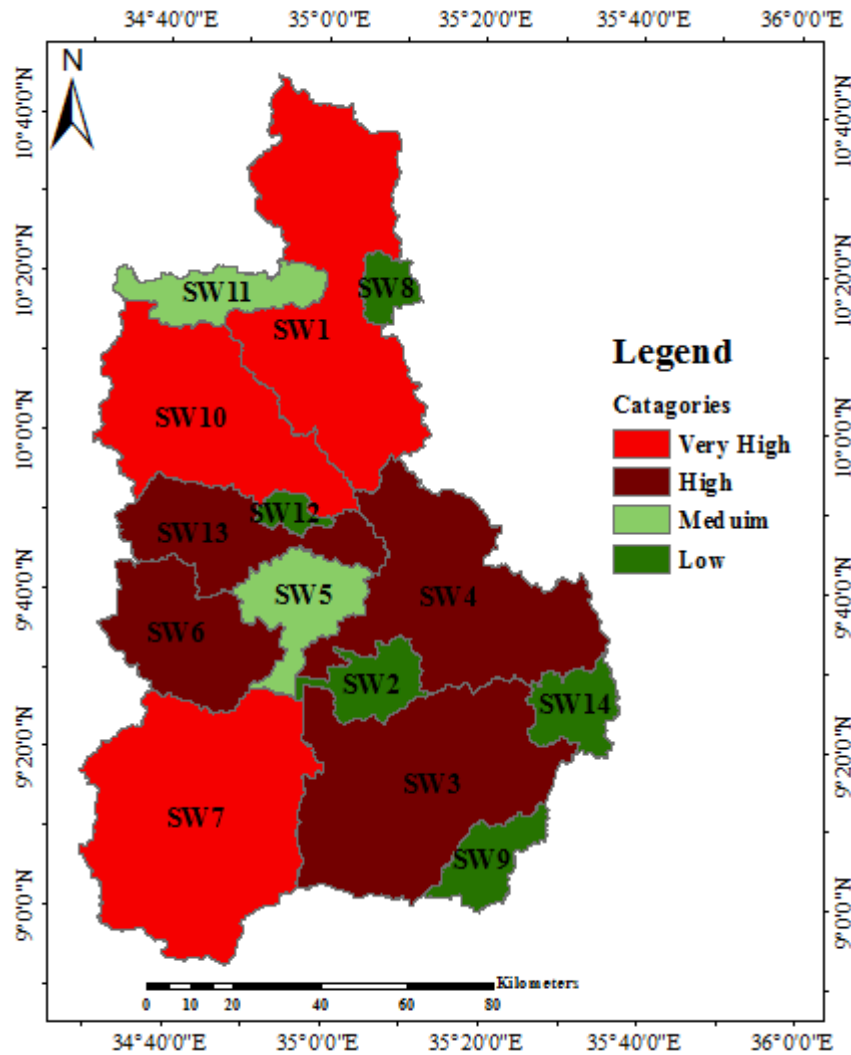 34°40'0"E 35°0'0"E 35°20'0"E 35°40'0"E 36°0'0"E
N
10°40'0"N 10°40'0"N
10°20'0"N 10°20'0"N
SW11 SW8
SW1
Legend
Catagories
SW10
10°0'0"N 10°0'0"N
Very High
High
SW12
SW13
Meduim
Low
9°40'0"N 9°40'0"N
SW5 SW4
SW6
SW2
SW14
9°20'0"N 9°20'0"N
SW3
SW7
SW9
9°0'0"N 9°0'0"N
Kilometers
0 10 20 40 60 80
34°40'0"E 35°0'0"E 35°20'0"E 35°40'0"E 36°0'0"E